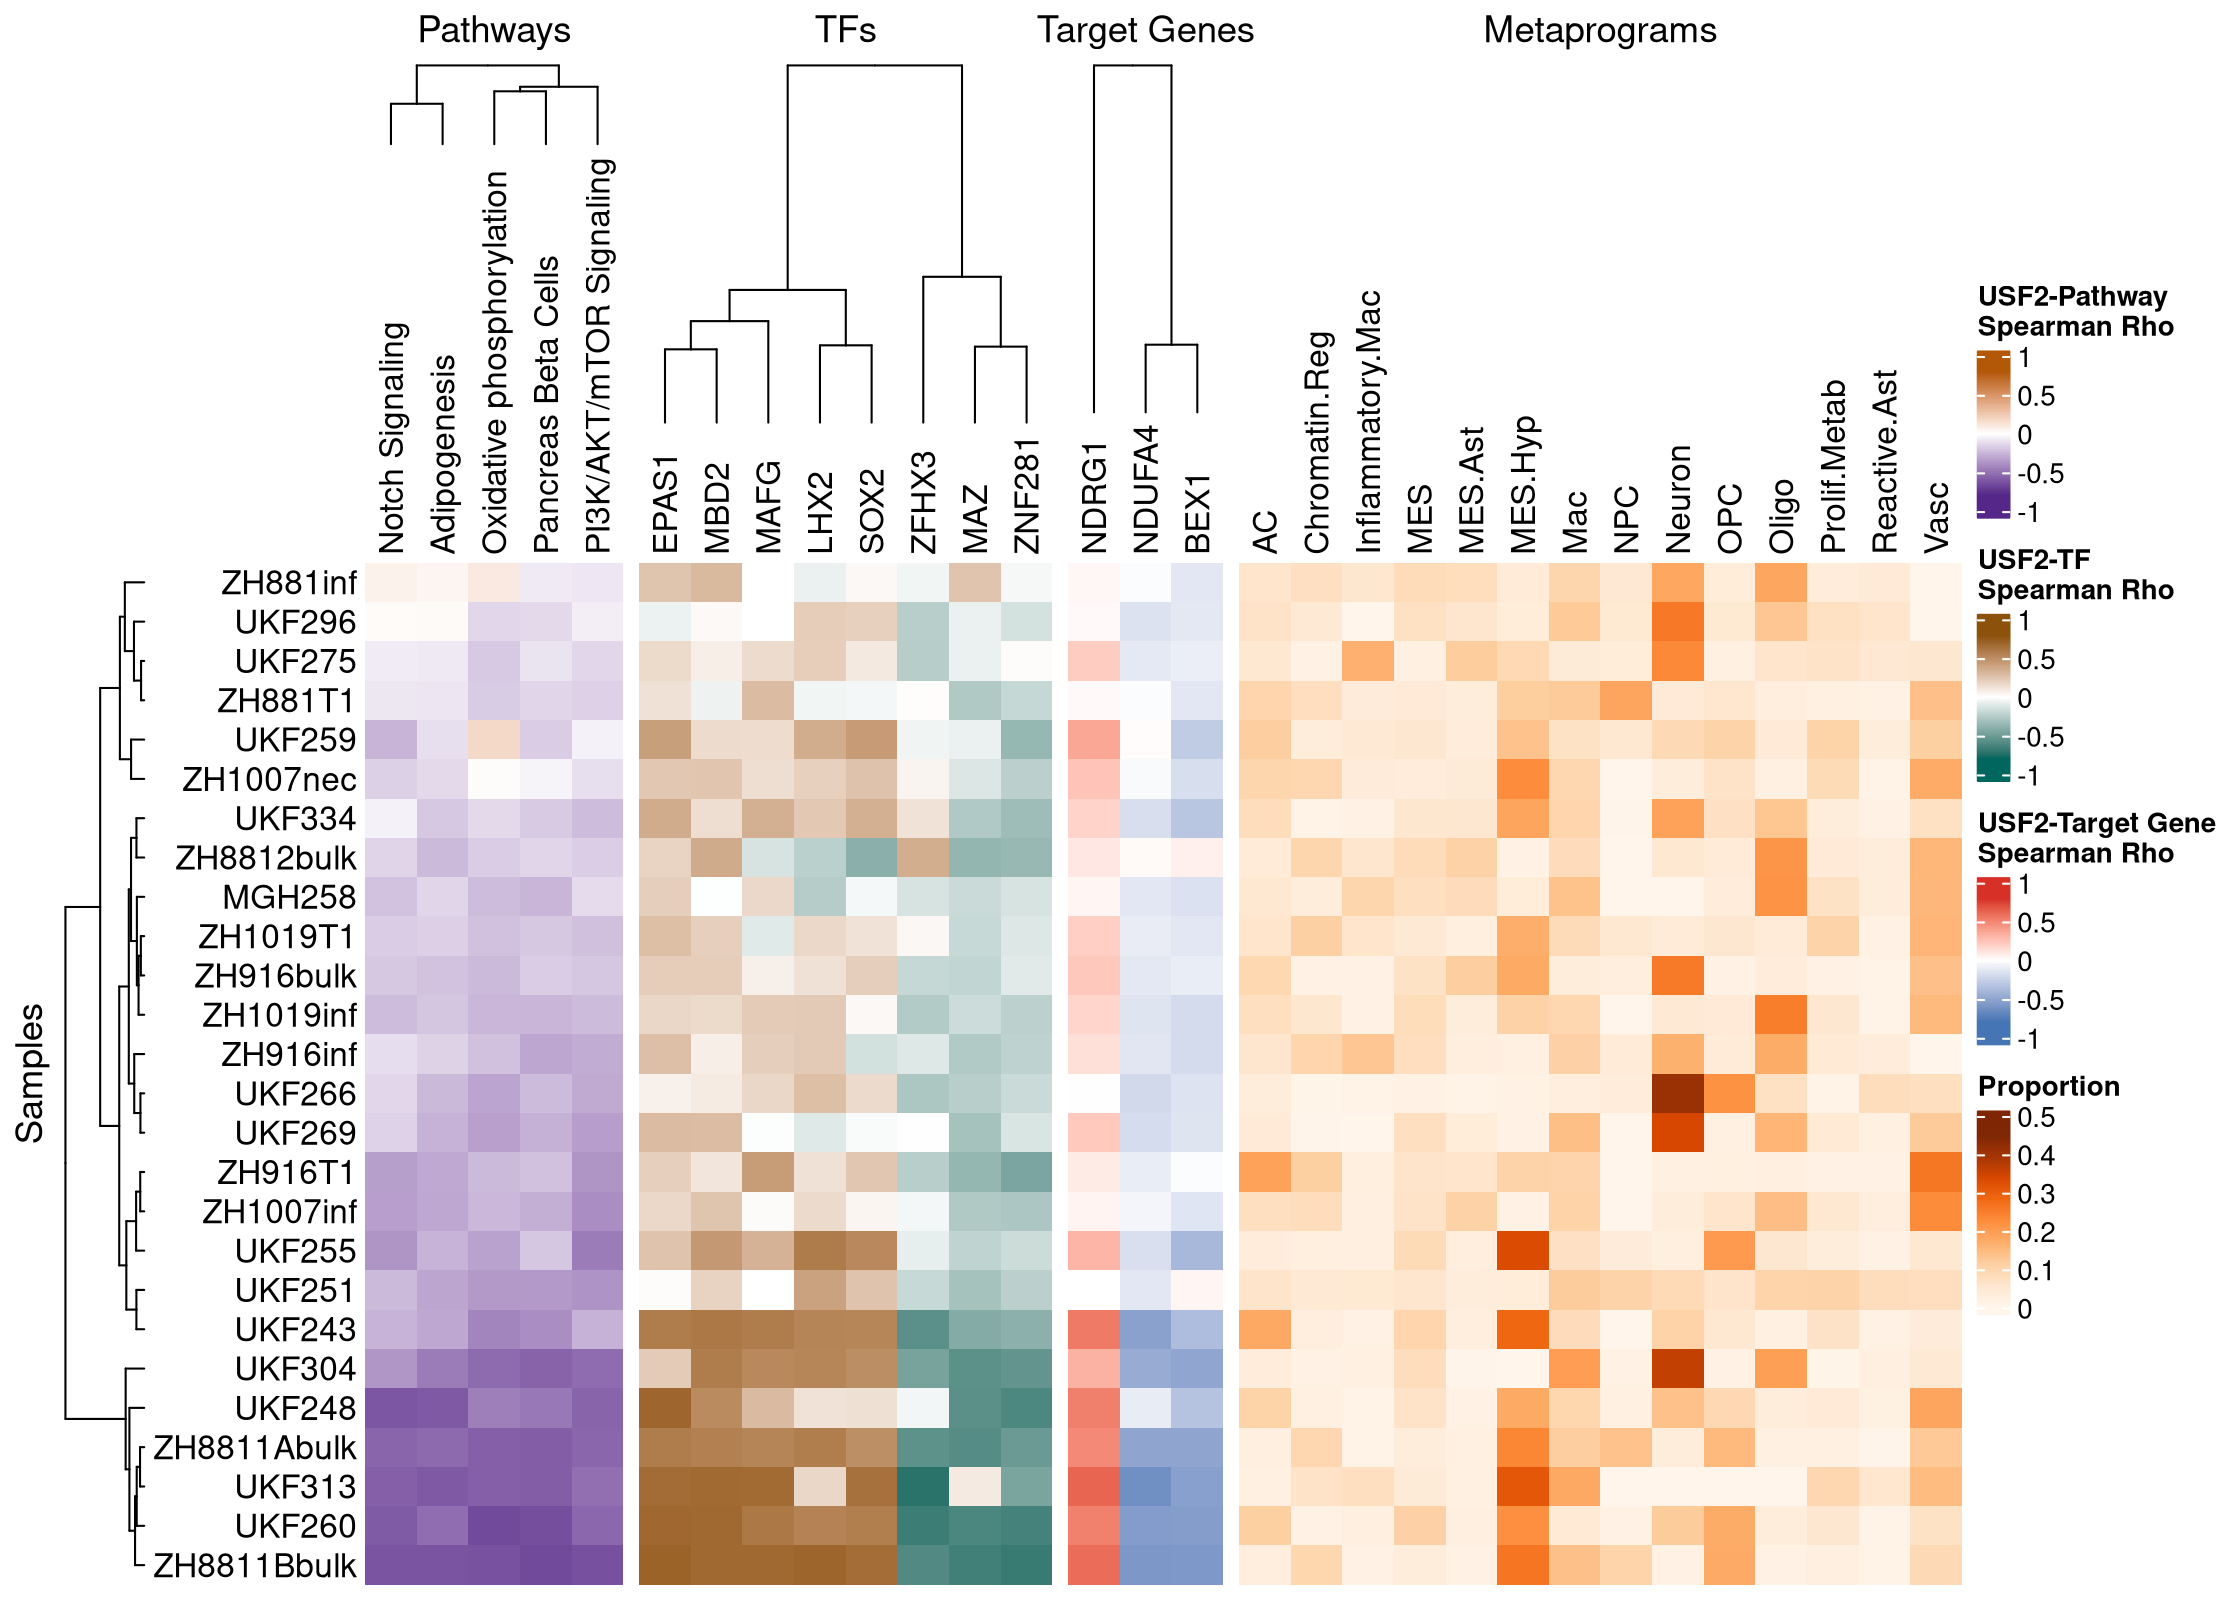 Pathways
TFs
Target Genes
Metaprograms
Notch Signaling
Adipogenesis
Oxidative phosphorylation
Pancreas Beta Cells
PI3K/AKT/mTOR Signaling
EPAS1
MBD2
MAFG
LHX2
SOX2
ZFHX3
MAZ
ZNF281
NDRG1
NDUFA4
BEX1
AC
Chromatin.Reg
Inflammatory.Mac
MES
MES.Ast
MES.Hyp
Mac
NPC
Neuron
OPC
Oligo
Prolif.Metab
Reactive.Ast
Vasc
Samples
ZH881inf
UKF296
UKF275
ZH881T1
UKF259
ZH1007nec
UKF334
ZH8812bulk
MGH258
ZH1019T1
ZH916bulk
ZH1019inf
ZH916inf
UKF266
UKF269
ZH916T1
ZH1007inf
UKF255
UKF251
UKF243
UKF304
UKF248
ZH8811Abulk
UKF313
UKF260
ZH8811Bbulk
USF2-Pathway
Spearman Rho
1
0.5
0
-0.5
-1
USF2-TF
Spearman Rho
1
0.5
0
-0.5
-1
USF2-Target Gene
Spearman Rho
1
0.5
0
-0.5
-1
Proportion
0.5
0.4
0.3
0.2
0.1
0